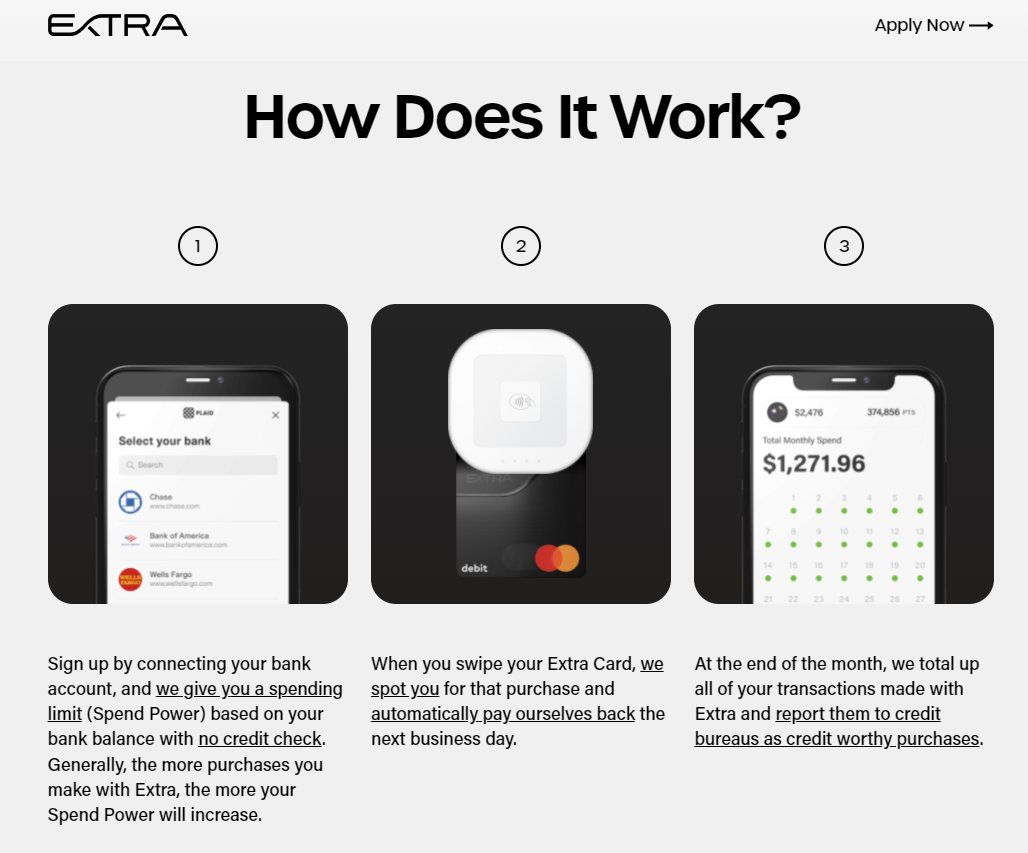 EXTRA
Apply Now
How Does It Work?
1
2
3
PLAID
Select your bank
Search
Chase
www.chase.com
Bank of America
www.bankofamerica.com
WELLS
FARGO
Wells Fargo
www.wellsfargo.com
EXTRA
debit
$2,476
374,856 PTS
Total Monthly Spend
$1,271.96
1 2 3 4 5 6
7 8 9 10 11 12 13
14 15 16 17 18 19 20
21 22 23 24 25 26 27
Sign up by connecting your bank
account, and we give you a spending
limit (Spend Power) based on your
bank balance with no credit check.
Generally, the more purchases you
make with Extra, the more your
Spend Power will increase.
When you swipe your Extra Card, we
spot you for that purchase and
automatically pay ourselves back the
next business day.
At the end of the month, we total up
all of your transactions made with
Extra and report them to credit
bureaus as credit worthy purchases.